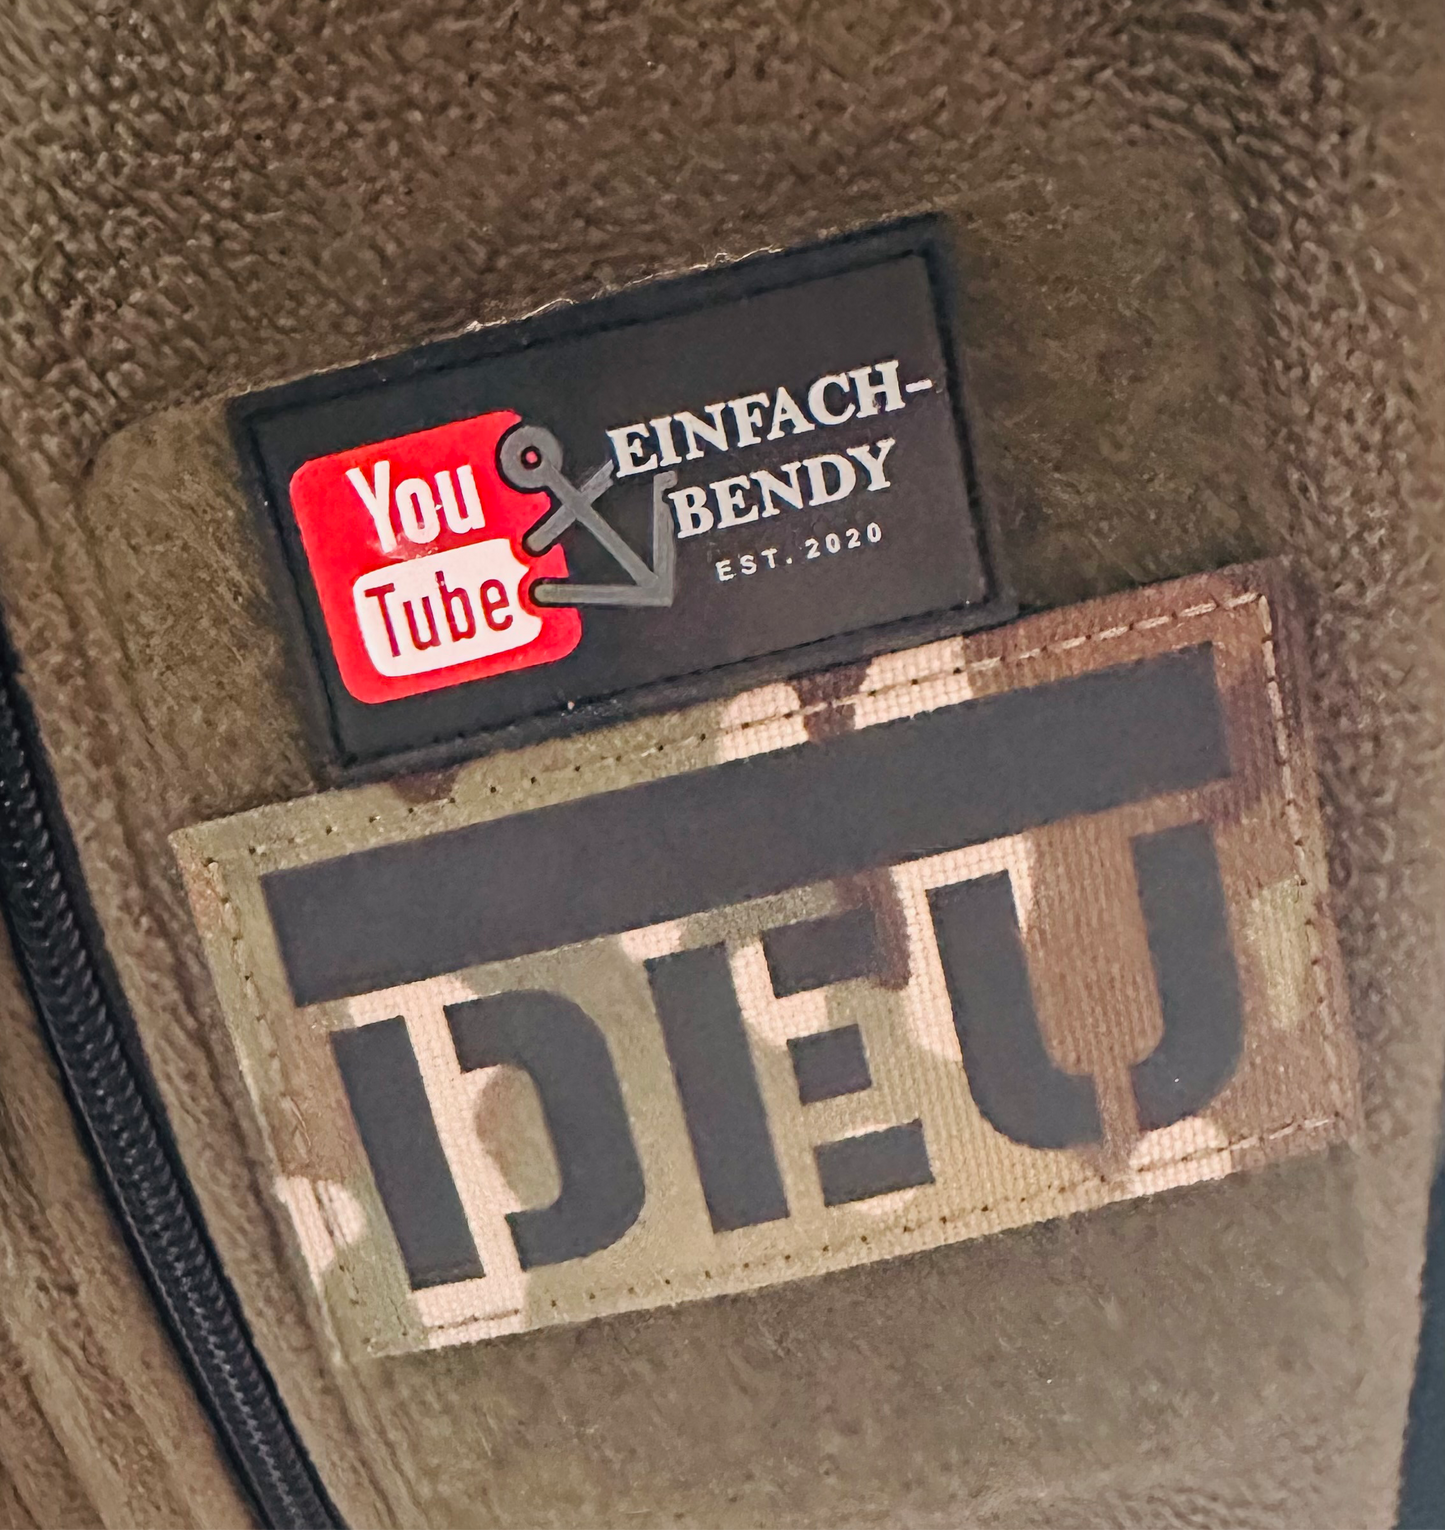 You
Tube
EINFACH-
BENDY
EST. 2020
DEU